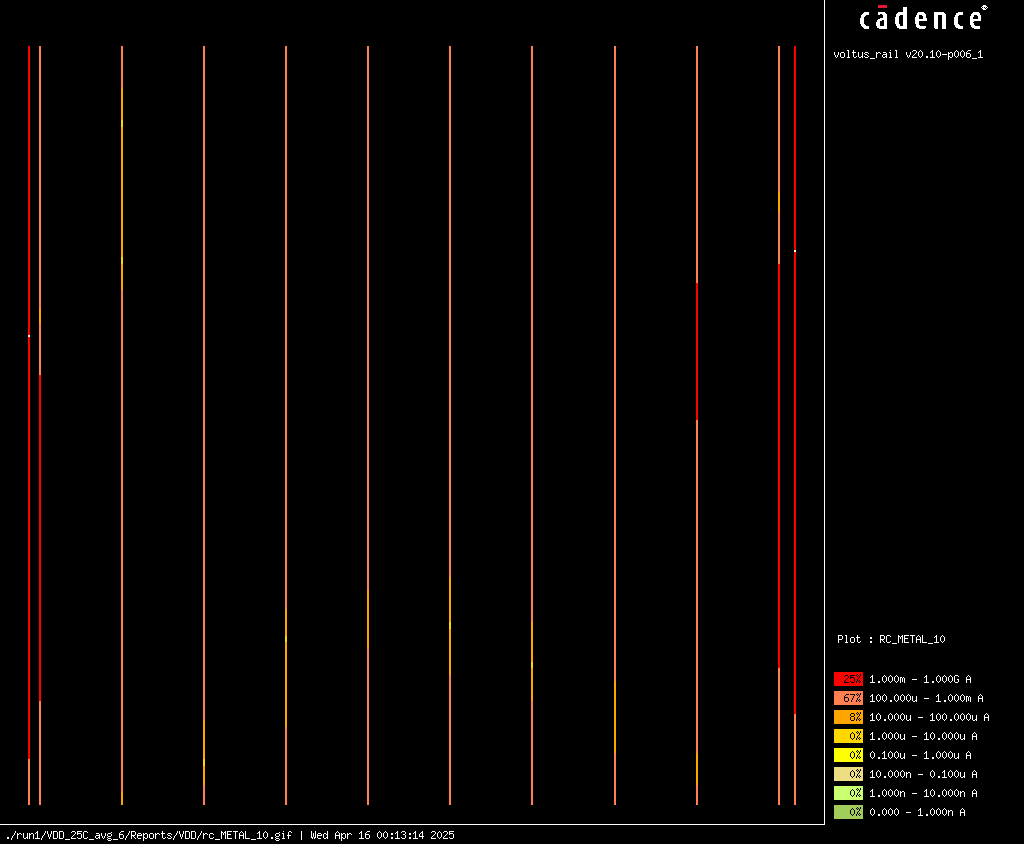 cādence®
voltus_rail v20.10-p006_1
Plot : RC_METAL_10
25% 1.000m - 1.000G A
67% 100.000u - 1.000m A
8% 10.000u - 100.000u A
0% 1.000u - 10.000u A
0% 0.100u - 1.000u A
0% 10.000n - 0.100u A
0% 1.000n - 10.000n A
0% 0.000 - 1.000n A
./run1/VDD_25C_avg_6/Reports/VDD/rc_METAL_10.gif | Wed Apr 16 00:13:14 2025